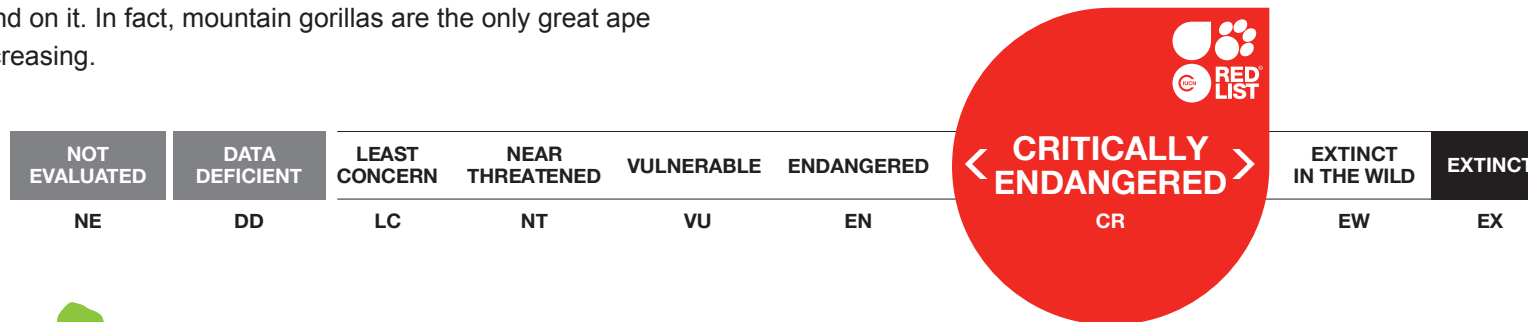 nd on it. In fact, mountain gorillas are the only great ape
creasing.
IUCN
RED
LIST
NOT
EVALUATED
DATA
DEFICIENT
LEAST
CONCERN
NEAR
THREATENED
VULNERABLE
ENDANGERED
< CRITICALLY
ENDANGERED >
EXTINCT
IN THE WILD
EXTINCT
NE DD LC NT VU EN CR EW EX